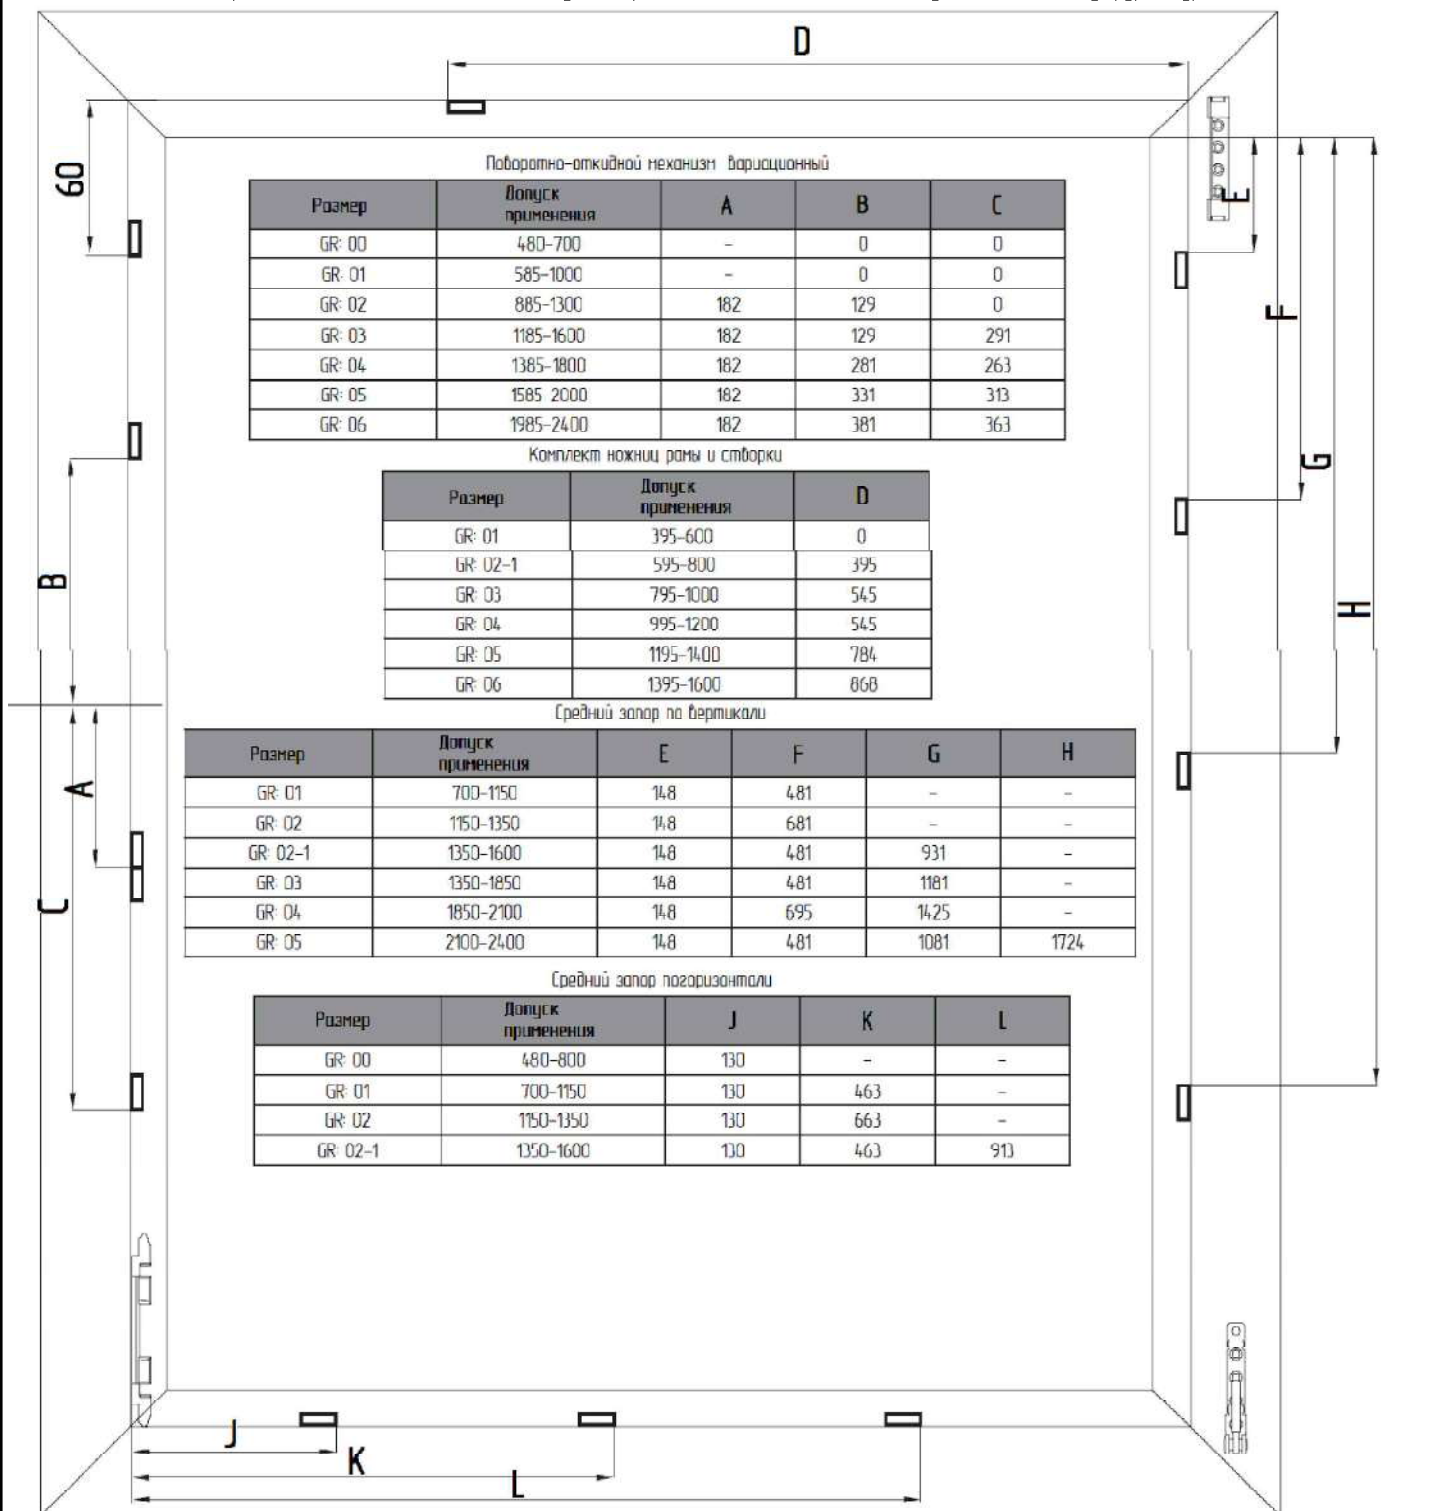 D
60
E
F
G
H
B
A
C
Поворотно-откидной механизм вариационный
Размер Допуск применения A B C
GR: 00 480-700 - 0 0
GR: 01 585-1000 - 0 0
GR: 02 885-1300 182 129 0
GR: 03 1185-1600 182 129 291
GR: 04 1385-1800 182 281 263
GR: 05 1585 2000 182 331 313
GR: 06 1985-2400 182 381 363
Комплект ножниц рамы и створки
Размер Допуск применения D
GR: 01 395-600 0
GR: 02-1 595-800 395
GR: 03 795-1000 545
GR: 04 995-1200 545
GR: 05 1195-1400 784
GR: 06 1395-1600 868
Средний запор по вертикали
Размер Допуск применения E F G H
GR: 01 700-1150 148 481 - -
GR: 02 1150-1350 148 681 - -
GR: 02-1 1350-1600 148 481 931 -
GR: 03 1350-1850 148 481 1181 -
GR: 04 1850-2100 148 695 1425 -
GR: 05 2100-2400 148 481 1081 1724
Средний запор погоризонтали
Размер Допуск применения J K L
GR: 00 480-800 130 - -
GR: 01 700-1150 130 463 -
GR: 02 1150-1350 130 663 -
GR: 02-1 1350-1600 130 463 913
J
K
L